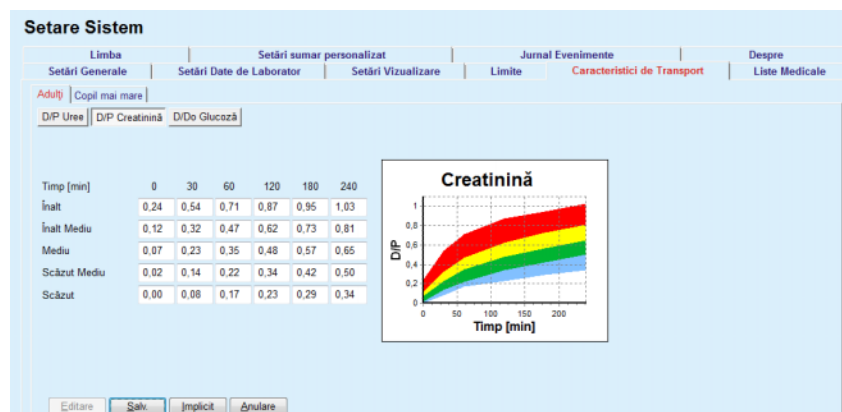 Setare Sistem
Limba | Setări sumar personalizat | Jurnal Evenimente | Despre
Setări Generale | Setări Date de Laborator | Setări Vizualizare | Limite | Caracteristici de Transport | Liste Medicale
Adulți | Copil mai mare |
D/P Uree D/P Creatinină D/Do Glucoză
Timp [min] 0 30 60 120 180 240
Înalt 0,24 0,54 0,71 0,87 0,95 1,03
Înalt Mediu 0,12 0,32 0,47 0,62 0,73 0,81
Mediu 0,07 0,23 0,35 0,48 0,57 0,65
Scăzut Mediu 0,02 0,14 0,22 0,34 0,42 0,50
Scăzut 0,00 0,08 0,17 0,23 0,29 0,34
Creatinină
D/P
1
0,8
0,6
0,4
0,2
0
0 50 100 150 200
Timp [min]
Editare Salv. Implicit Anulare